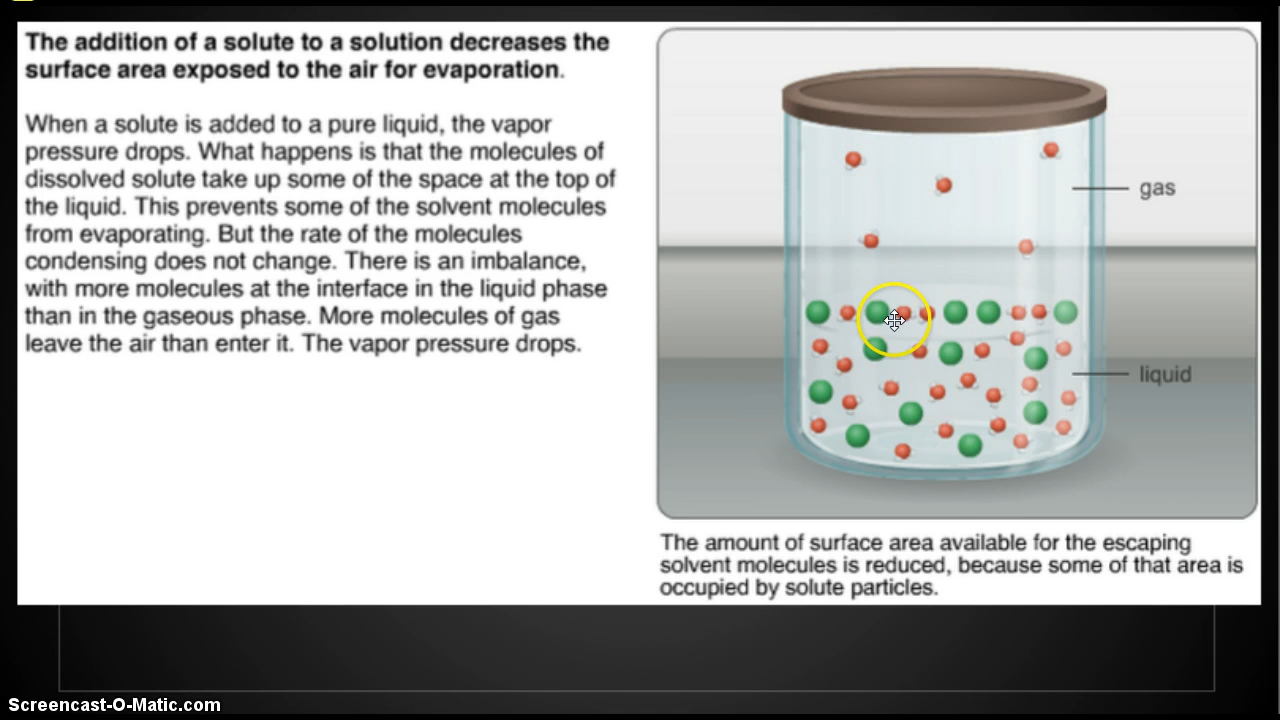 The addition of a solute to a solution decreases the
surface area exposed to the air for evaporation.
When a solute is added to a pure liquid, the vapor
pressure drops. What happens is that the molecules of
dissolved solute take up some of the space at the top of
the liquid. This prevents some of the solvent molecules
from evaporating. But the rate of the molecules
condensing does not change. There is an imbalance,
with more molecules at the interface in the liquid phase
than in the gaseous phase. More molecules of gas
leave the air than enter it. The vapor pressure drops.
gas
liquid
The amount of surface area available for the escaping
solvent molecules is reduced, because some of that area is
occupied by solute particles.
Screencast-O-Matic.com